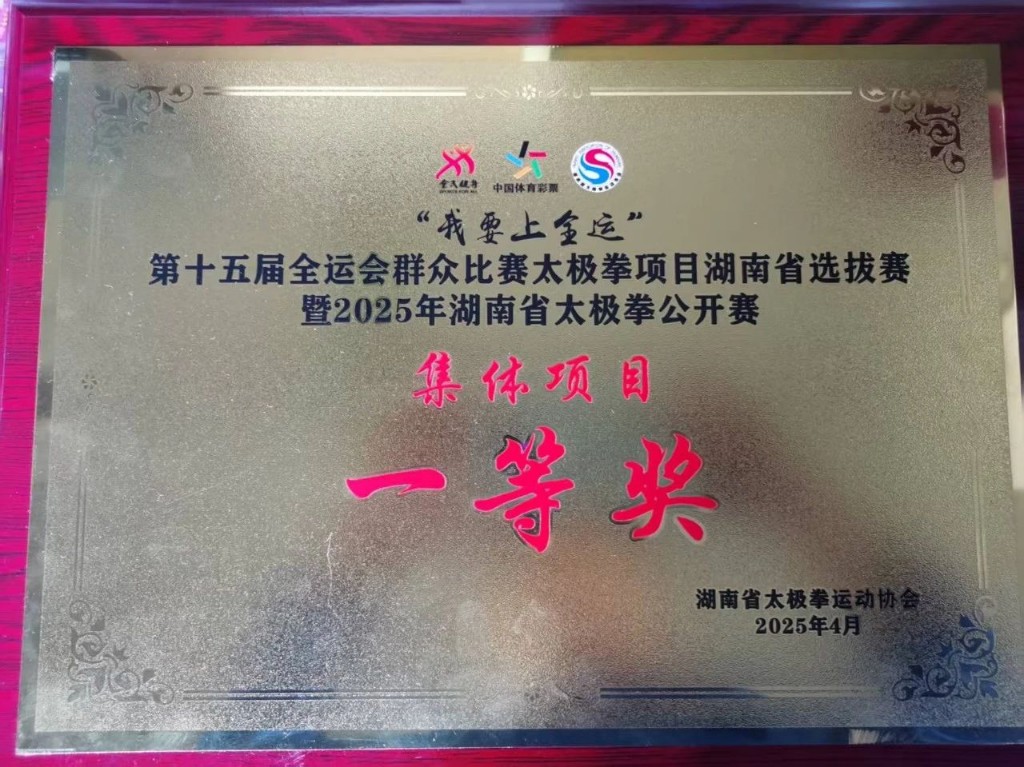 全民健身
SPORTS FOR ALL
中国体育彩票
“我要上全运”
第十五届全运会群众比赛太极拳项目湖南省选拔赛
暨2025年湖南省太极拳公开赛
集体项目
一等奖
湖南省太极拳运动协会
2025年4月